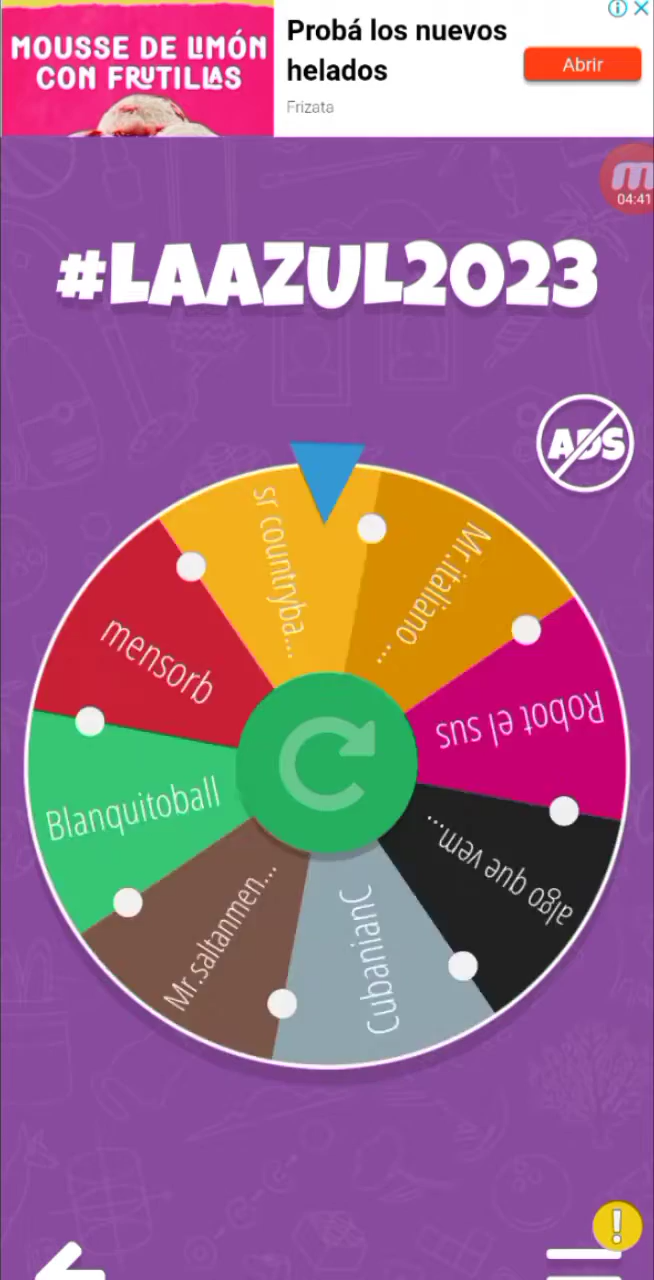 MOUSSE DE LIMÓN
CON FRUTILLAS
Probá los nuevos
helados
Frizata
Abrir
04:41
#LAAZUL2023
ADS
sr countryba...
Mr.italiano ...
mensorb
Robot el sus
Blanquitoball
algo que vem...
Mr.saltanmen...
CubanianC
!